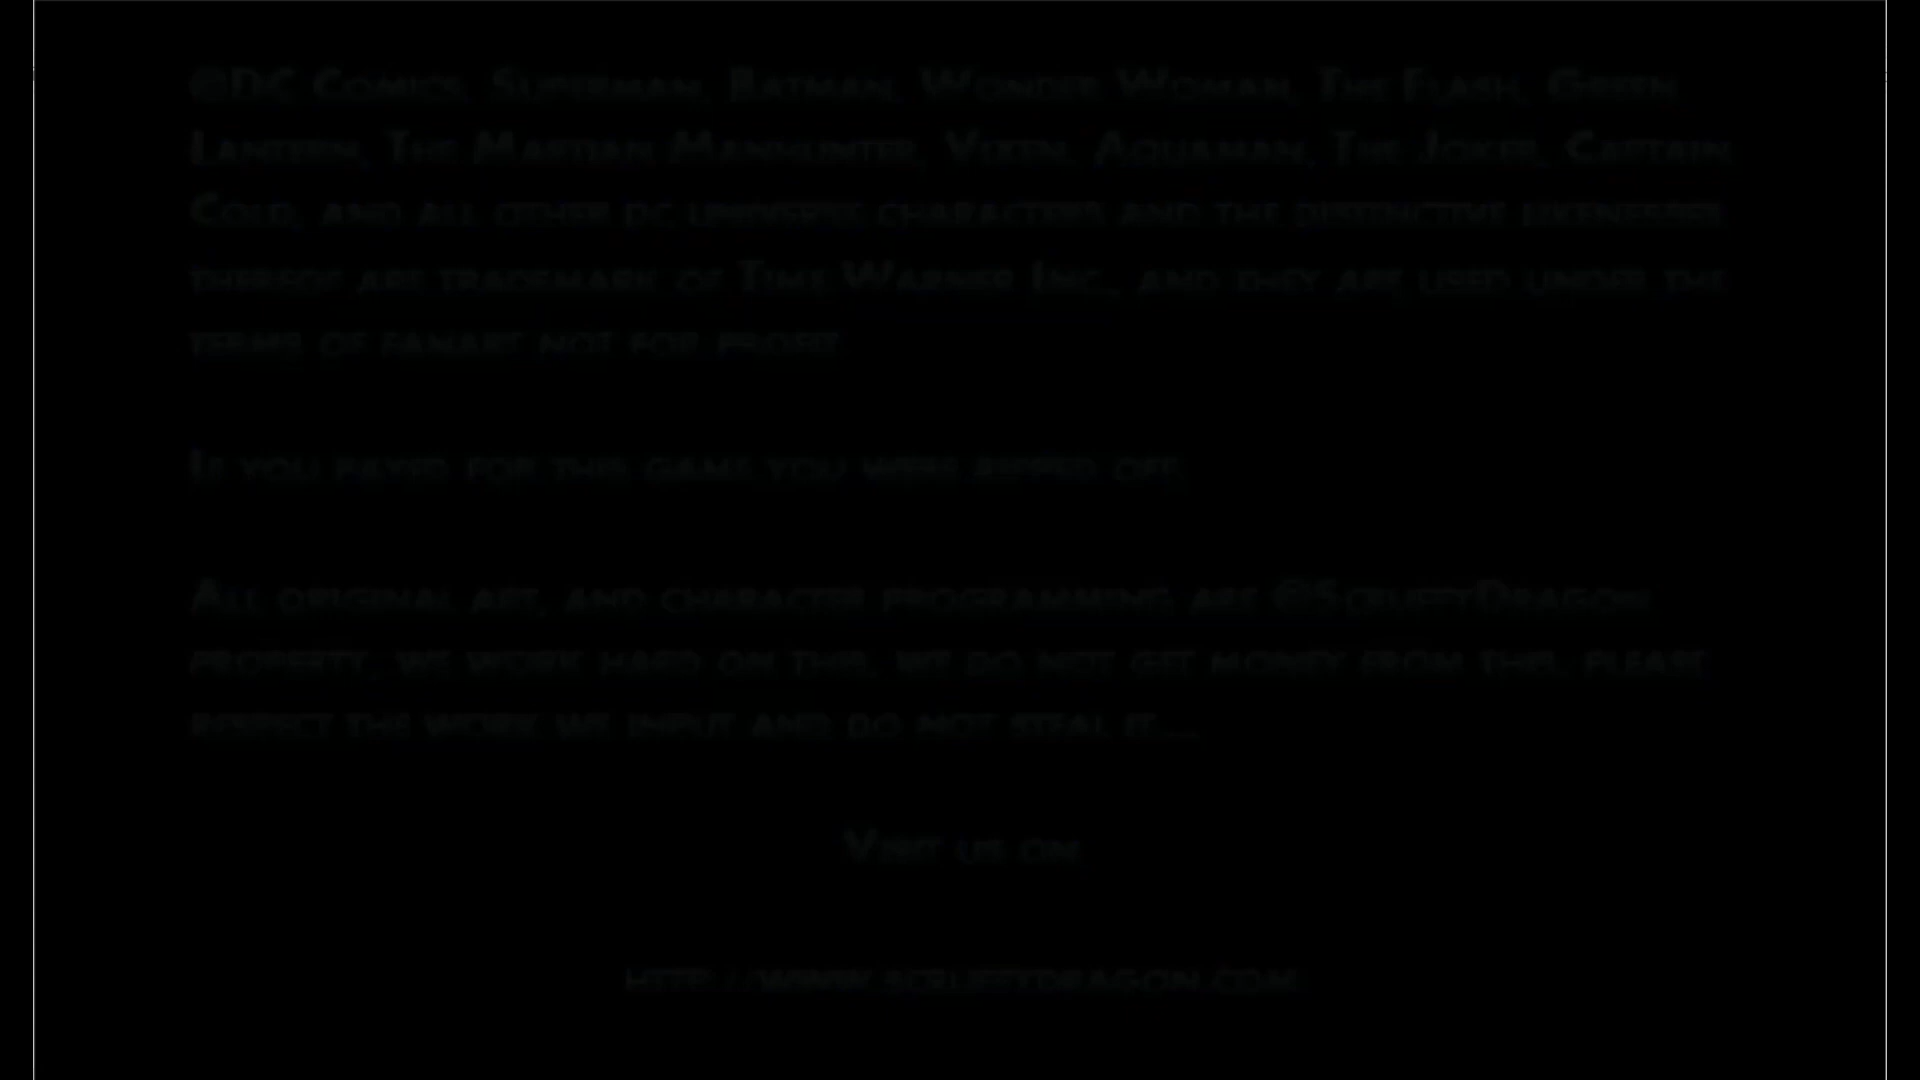 ©DC Comics, Superman, Batman, Wonder Woman, The Flash, Green
Lantern, The Martian Manhunter, Vixen, Aquaman, The Joker, Captain
Cold, and all other dc universe characters and the distinctive likenesses
thereof are trademark of Time Warner Inc., and they are used under the
terms of fanart not for profit
If you payed for this game you were ripped off
All original art, and character programming are ©ScruffyDragon
property, we work hard on this, we do not get money from this, please
respect the work we input and do not steal it...
Visit us on
http://www.scruffydragon.com